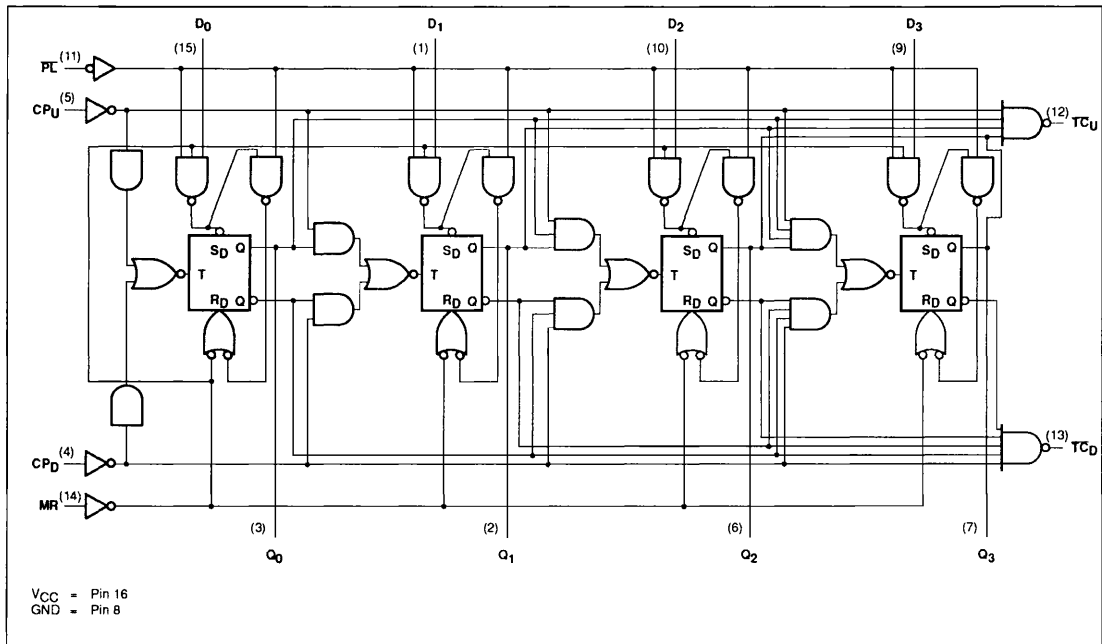 D0 D1 D2 D3
PL (11) (15) (1) (10) (9)
CPU (5)
(12) TCU
SD Q SD Q SD Q SD Q
T T T T
RD Q RD Q RD Q RD Q
CPD (4)
(13) TCD
MR (14)
(3) (2) (6) (7)
Q0 Q1 Q2 Q3
VCC = Pin 16
GND = Pin 8